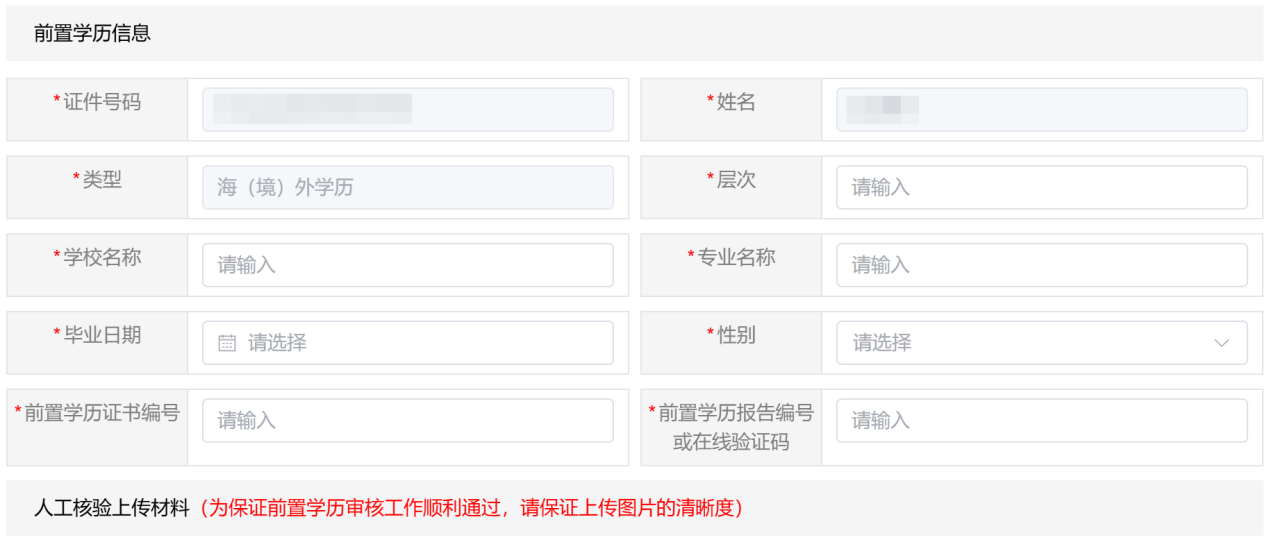 前置学历信息
*证件号码
*姓名
*类型 海（境）外学历
*层次 请输入
*学校名称 请输入
*专业名称 请输入
*毕业日期 请选择
*性别 请选择
*前置学历证书编号 请输入
*前置学历报告编号
或在线验证码
请输入
人工核验上传材料（为保证前置学历审核工作顺利通过，请保证上传图片的清晰度）